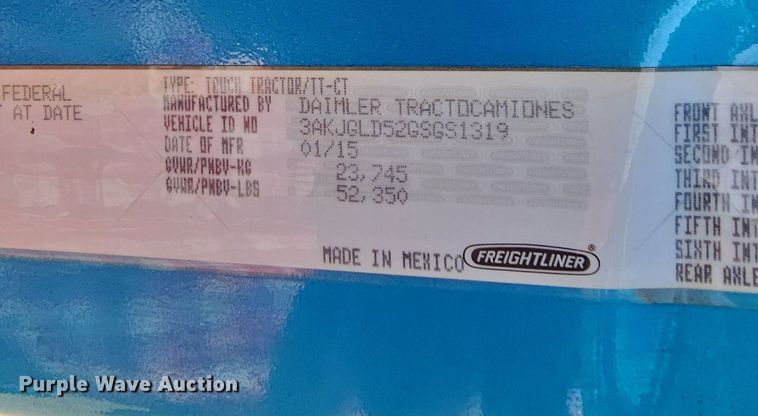 FEDERAL
AT DATE
TYPE: TRUCK TRACTOR/TT-CT
MANUFACTURED BY DAIMLER TRACTOCAMIONES
VEHICLE ID NO 3AKJGLD52GSGS1319
DATE OF MFR 01/15
GVWR/PNBV-KG 23,745
GVWR/PNBV-LBS 52,350
MADE IN MEXICO FREIGHTLINER®
FRONT AXL
FIRST INT
SECOND IN
THIRD INT
FOURTH IN
FIFTH INT
SIXTH INT
REAR AXLE
Purple Wave Auction